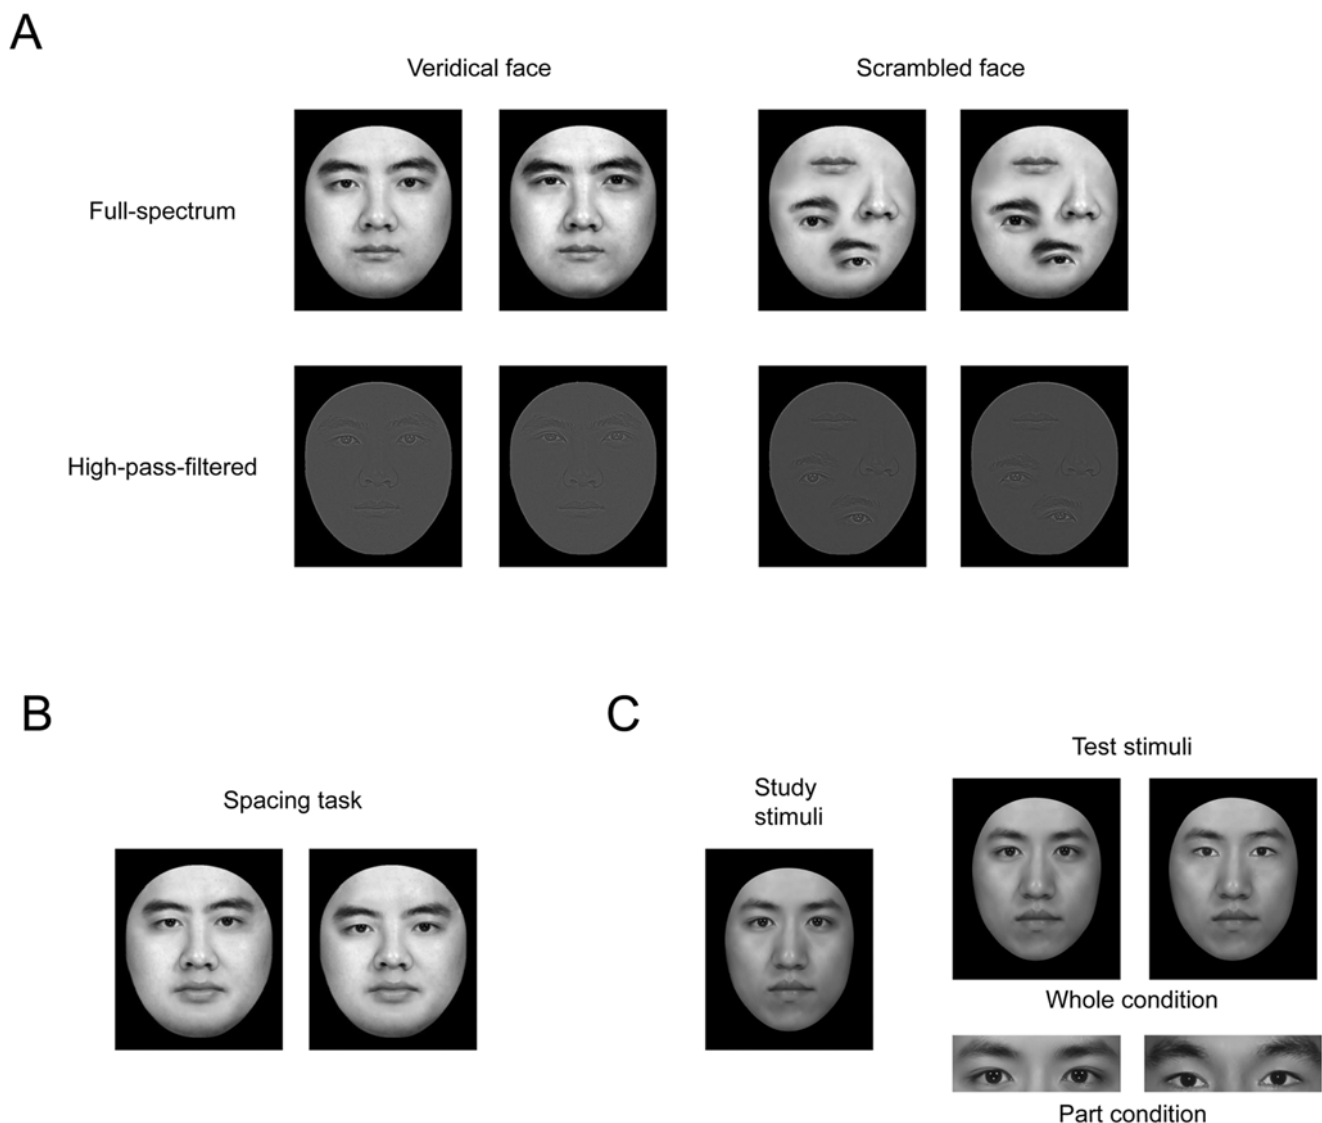 A
Veridical face
Scrambled face
Full-spectrum
High-pass-filtered
B
Spacing task
C
Study
stimuli
Test stimuli
Whole condition
Part condition